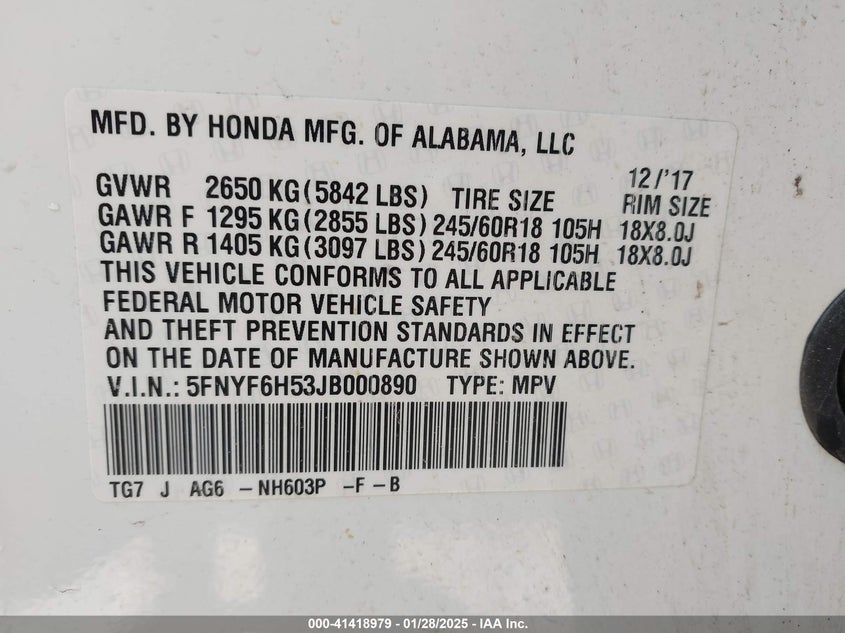 MFD. BY HONDA MFG. OF ALABAMA, LLC
12/'17
GVWR 2650 KG(5842 LBS) TIRE SIZE RIM SIZE
GAWR F 1295 KG(2855 LBS) 245/60R18 105H 18X8.0J
GAWR R 1405 KG(3097 LBS) 245/60R18 105H 18X8.0J
THIS VEHICLE CONFORMS TO ALL APPLICABLE
FEDERAL MOTOR VEHICLE SAFETY
AND THEFT PREVENTION STANDARDS IN EFFECT
ON THE DATE OF MANUFACTURE SHOWN ABOVE.
V.I.N.: 5FNYF6H53JB000890 TYPE: MPV
TG7 J AG6 -NH603P -F-B
000-41418979 | 01/28/2025 | IAA Inc.